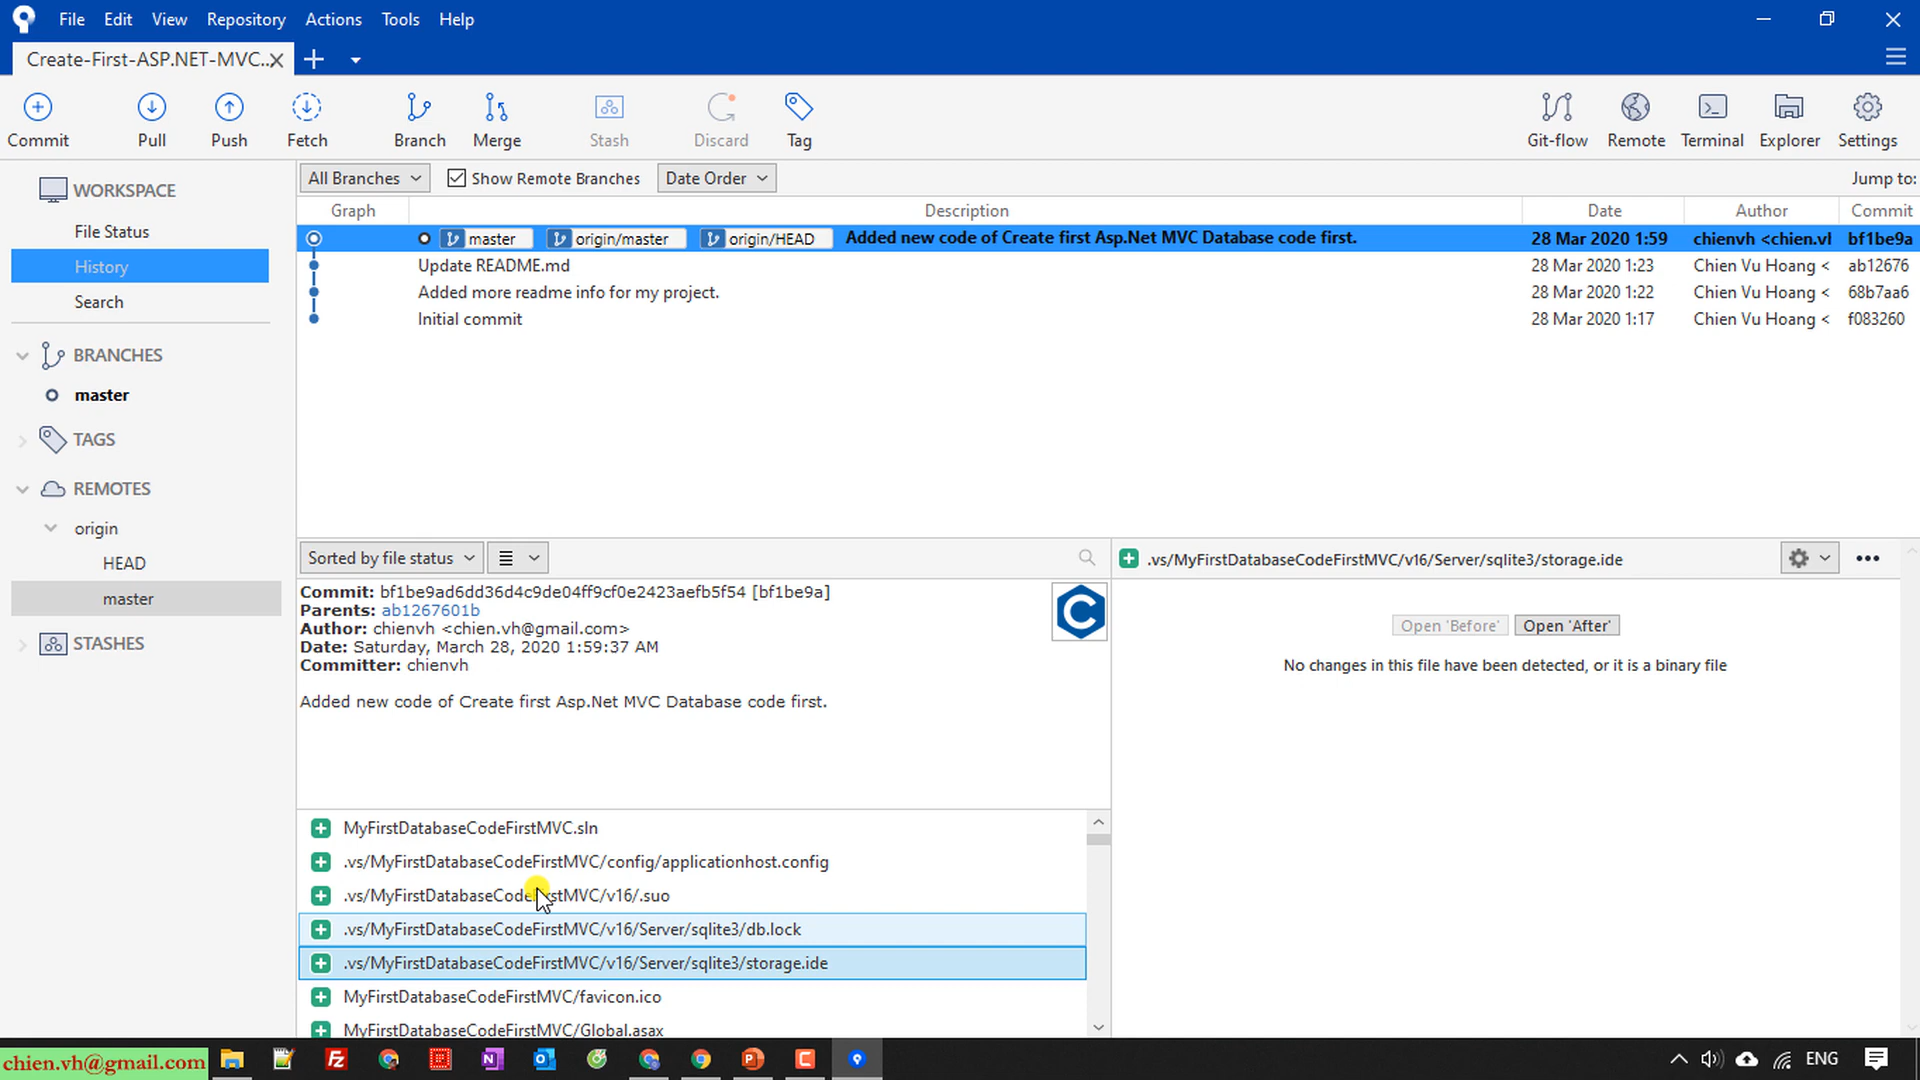 File Edit View Repository Actions Tools Help
Create-First-ASP.NET-MVC..
Commit Pull Push Fetch Branch Merge Stash Discard Tag Git-flow Remote Terminal Explorer Settings
All Branches Show Remote Branches Date Order Jump to:
Graph Description Date Author Commit
master origin/master origin/HEAD Added new code of Create first Asp.Net MVC Database code first. 28 Mar 2020 1:59 chienvh <chien.vl bf1be9a
Update README.md 28 Mar 2020 1:23 Chien Vu Hoang < ab12676
Added more readme info for my project. 28 Mar 2020 1:22 Chien Vu Hoang < 68b7aa6
Initial commit 28 Mar 2020 1:17 Chien Vu Hoang < f083260
WORKSPACE
File Status
History
Search
BRANCHES
master
TAGS
REMOTES
origin
HEAD
master
STASHES
Sorted by file status
Commit: bf1be9ad6dd36d4c9de04ff9cf0e2423aefb5f54 [bf1be9a]
Parents: ab1267601b
Author: chienvh <chien.vh@gmail.com>
Date: Saturday, March 28, 2020 1:59:37 AM
Committer: chienvh
Added new code of Create first Asp.Net MVC Database code first.
MyFirstDatabaseCodeFirstMVC.sln
.vs/MyFirstDatabaseCodeFirstMVC/config/applicationhost.config
.vs/MyFirstDatabaseCodeFirstMVC/v16/.suo
.vs/MyFirstDatabaseCodeFirstMVC/v16/Server/sqlite3/db.lock
.vs/MyFirstDatabaseCodeFirstMVC/v16/Server/sqlite3/storage.ide
MyFirstDatabaseCodeFirstMVC/favicon.ico
MyFirstDatabaseCodeFirstMVC/Global.asax
.vs/MyFirstDatabaseCodeFirstMVC/v16/Server/sqlite3/storage.ide
Open 'Before' Open 'After'
No changes in this file have been detected, or it is a binary file
chien.vh@gmail.com
ENG